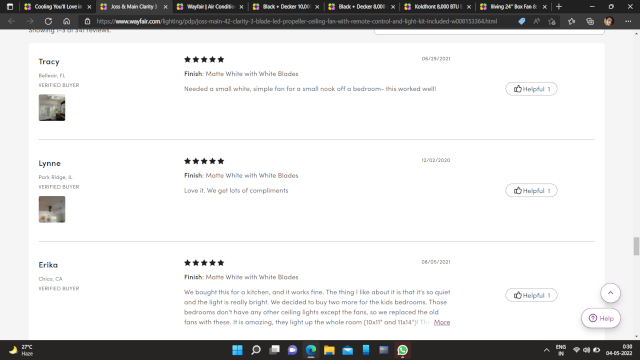 Cooling You'll Love in
Joss & Main Clarity 3
Wayfair | Air Condition
Black + Decker 10,000
Black + Decker 8,000
Koldfront 8,000 BTU
iliving 24" Box Fan &
https://www.wayfair.com/lighting/pdp/joss-main-42-clarity-3-blade-led-propeller-ceiling-fan-with-remote-control-and-light-kit-included-w008153364.html
Showing 1-3 of 341 reviews.
Tracy
06/29/2021
Bellwair, FL
Finish: Matte White with White Blades
VERIFIED BUYER
Needed a small white, simple fan for a small nook off a bedroom- this worked well!
Helpful 1
Lynne
12/02/2020
Park Ridge, IL
Finish: Matte White with White Blades
VERIFIED BUYER
Love it. We get lots of compliments
Helpful 1
Erika
08/05/2021
Chico, CA
Finish: Matte White with White Blades
VERIFIED BUYER
We bought this for a kitchen, and it works fine. The thing I like about it is that it's so quiet
and the light is really bright. We decided to buy two more for the kids bedrooms. Those
bedrooms don't have any other ceiling lights except the fans, so we replaced the old
fans with these. It is amazing, they light up the whole room (10x11" and 11x14")! The More
Helpful 1
Help
27°C
Haze
ENG
IN
0:30
04-05-2022